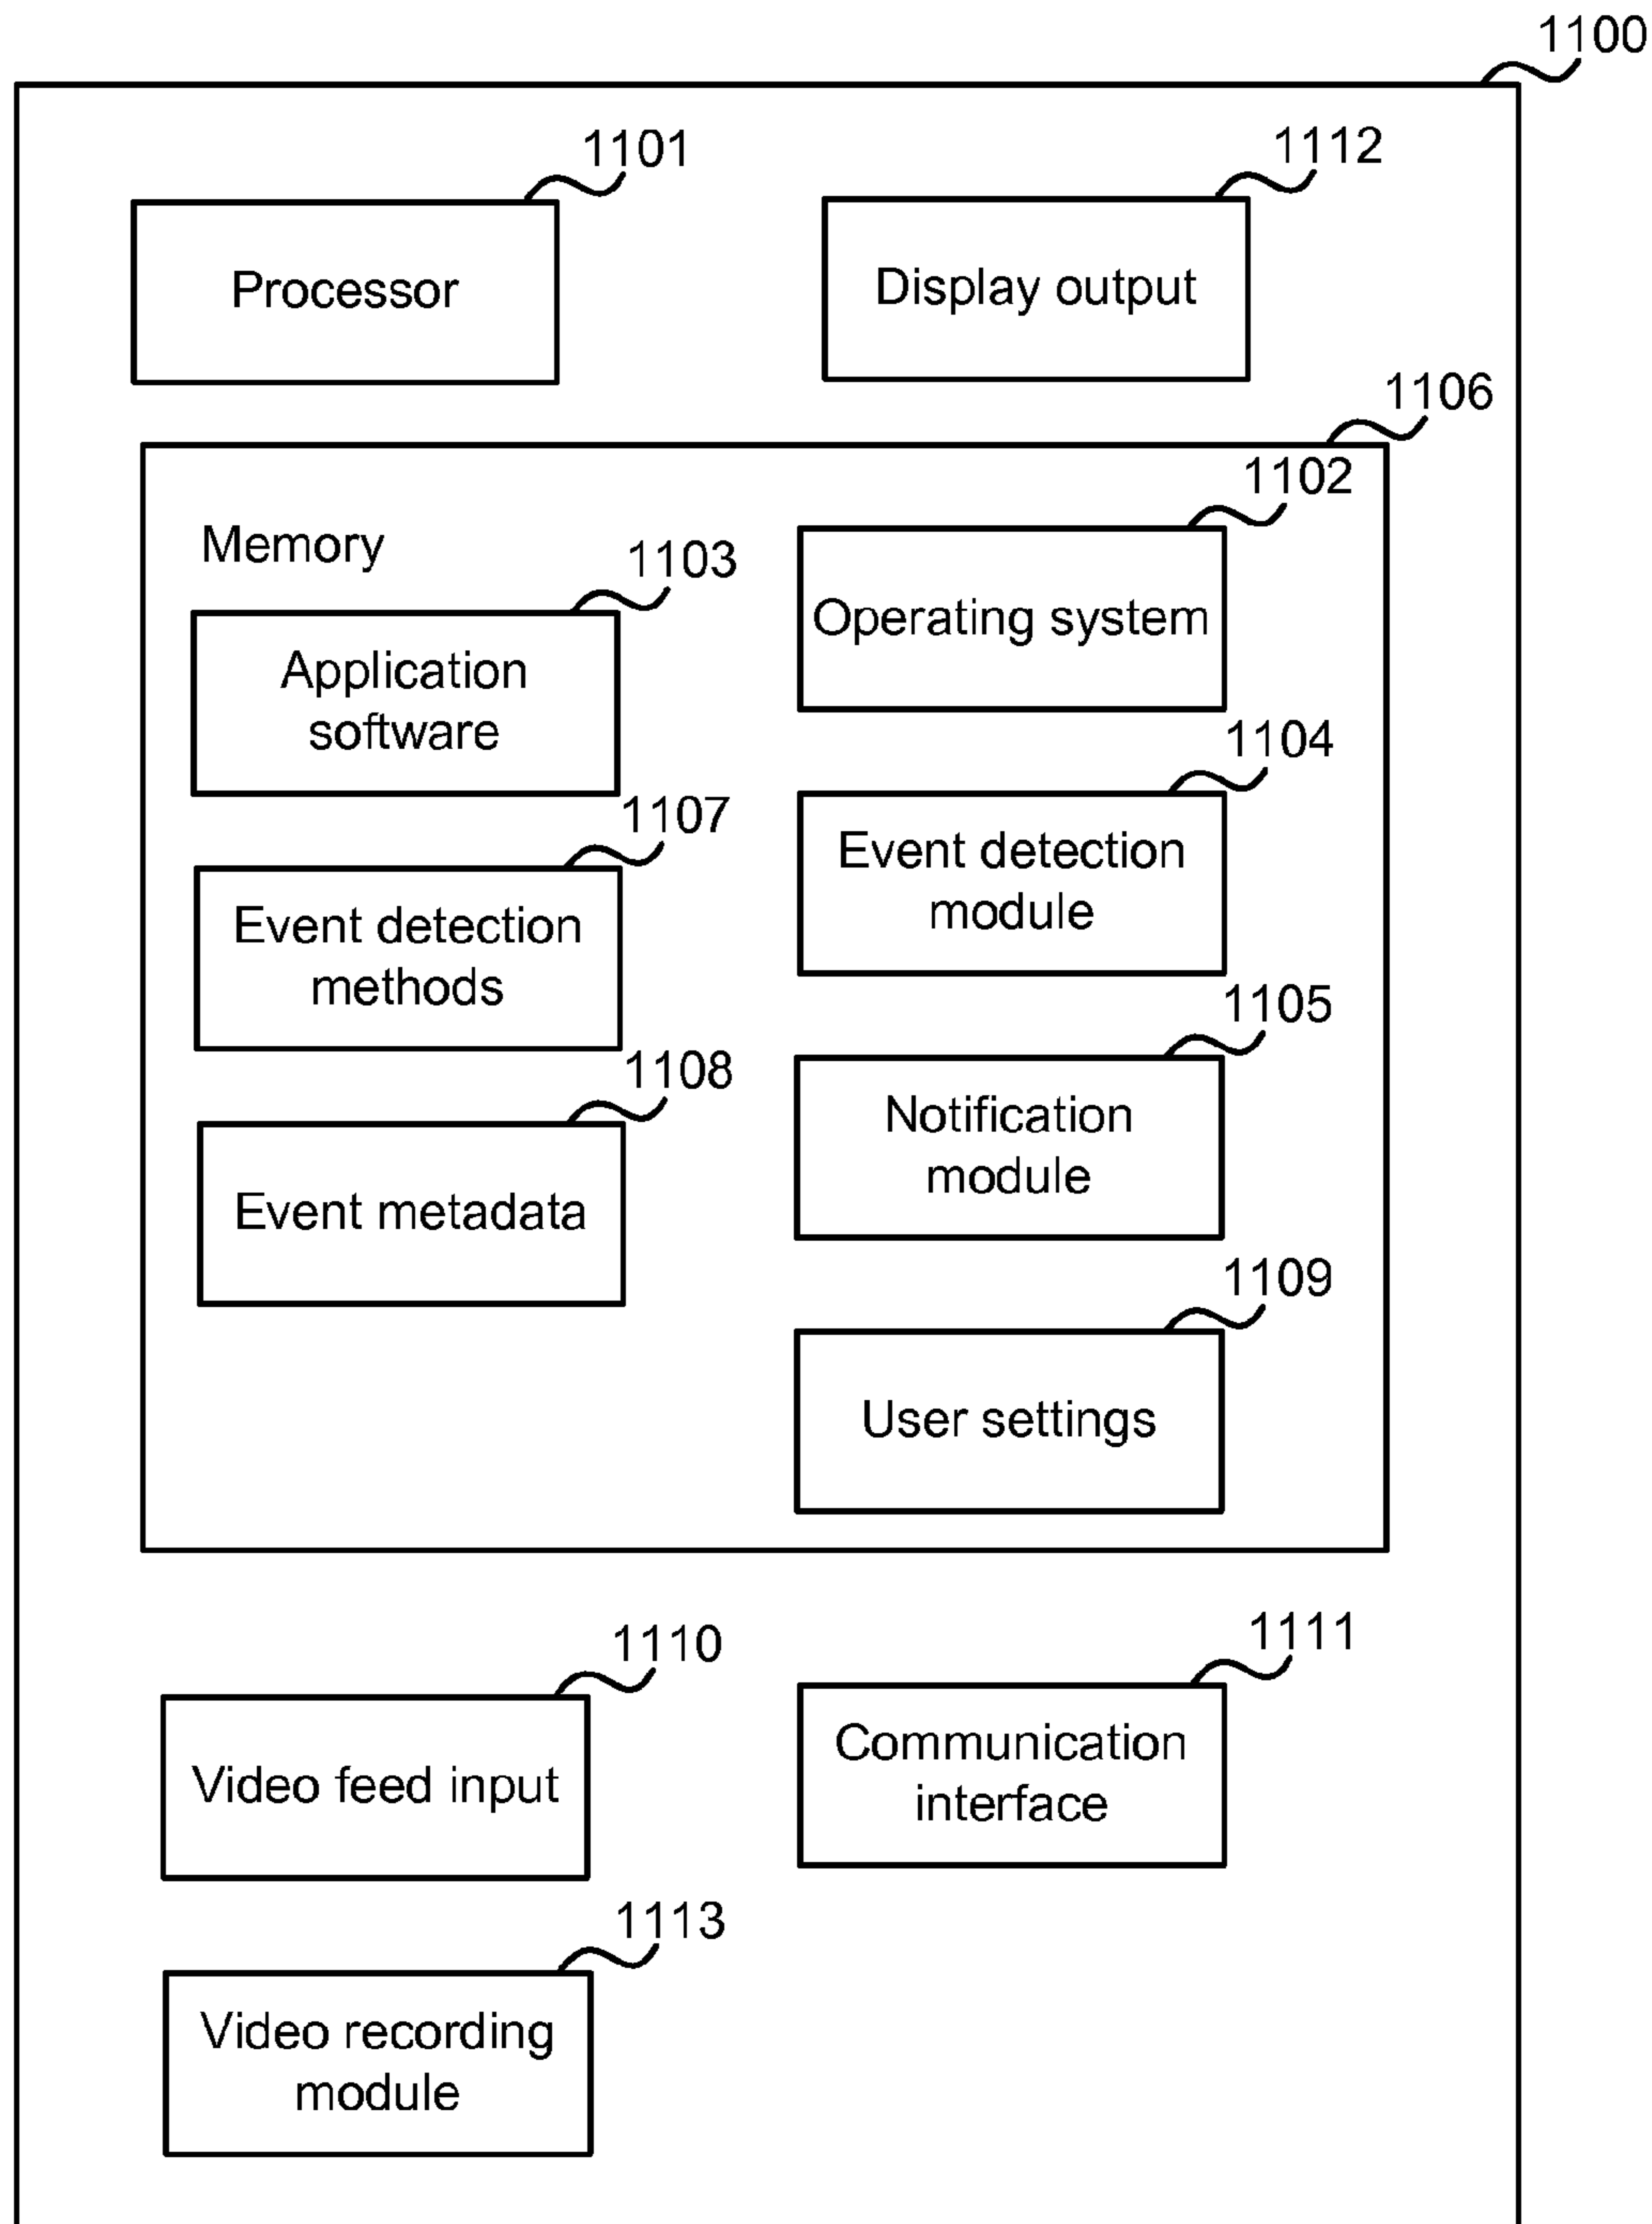 1100
1101
1112
Processor
Display output
1106
1102
Memory
1103
Operating system
Application
software
1104
1107
Event detection
module
Event detection
methods
1105
1108
Notification
module
Event metadata
1109
User settings
1110
1111
Video feed input
Communication
interface
1113
Video recording
module